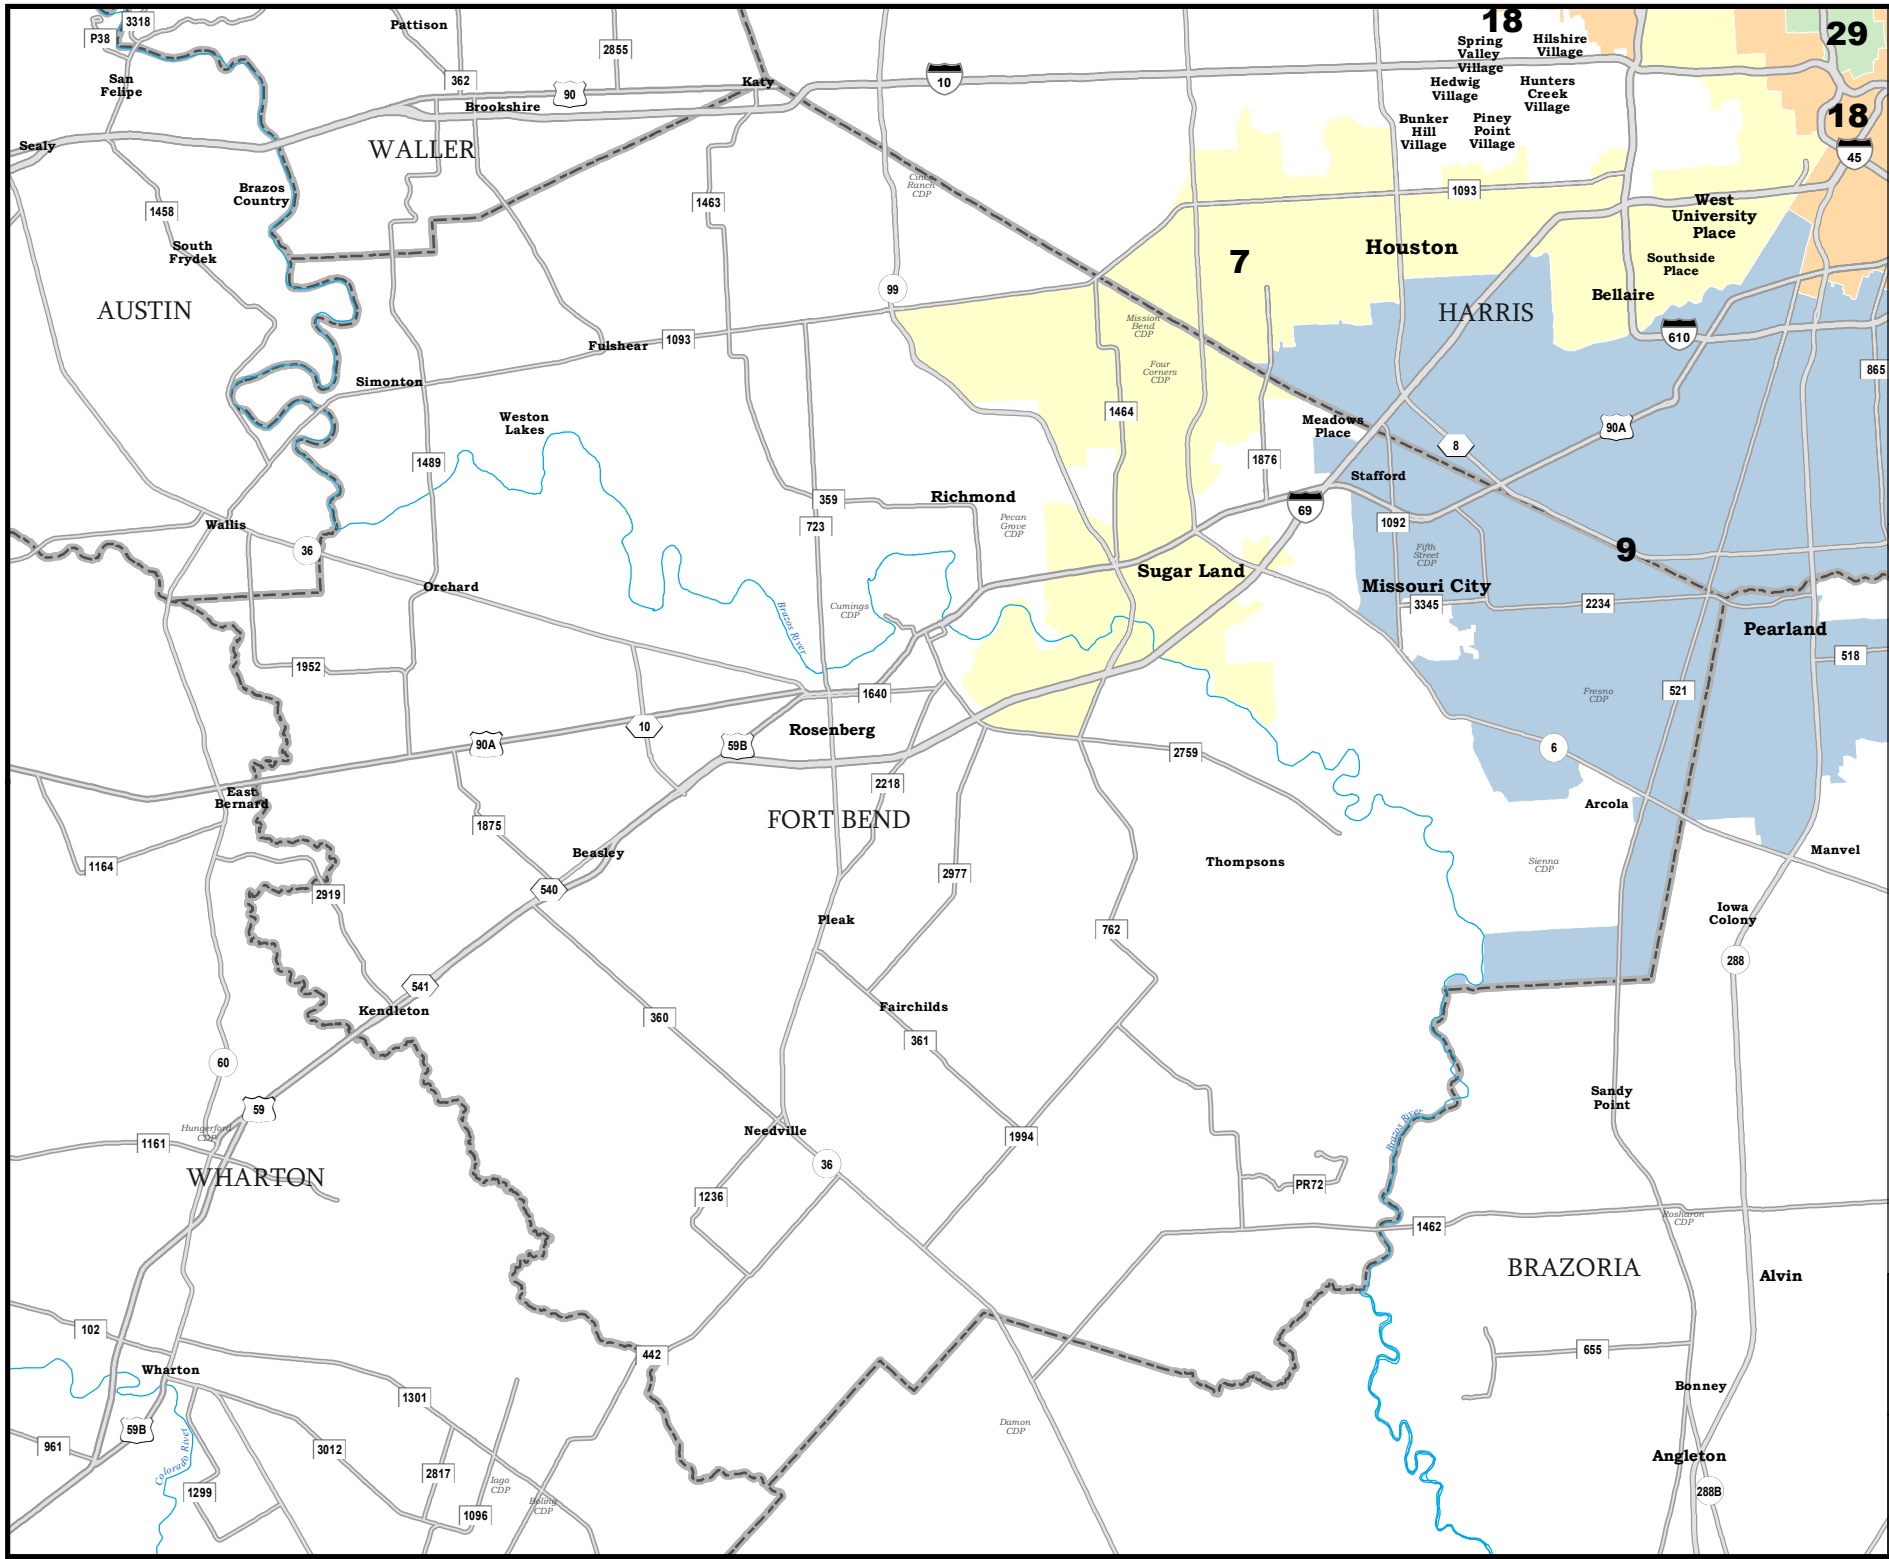 18
29
3318
Pattison
P38
2855
Spring
Valley
Village
Hilshire
Village
San
Felipe
362
90
Katy
10
Hedwig
Village
Hunters
Creek
Village
Brookshire
18
Sealy
WALLER
Bunker
Hill
Village
Piney
Point
Village
45
Brazos
Country
Cinco
Ranch
CDP
1463
1093
1458
West
University
Place
South
Frydek
7
Houston
Southside
Place
99
Bellaire
AUSTIN
HARRIS
Mission
Bend
CDP
610
Fulshear
1093
Four
Corners
CDP
865
Simonton
1464
Weston
Lakes
Meadows
Place
90A
8
1489
1876
Stafford
359
Richmond
69
Wallis
723
Pecan
Grove
CDP
1092
36
9
Fifth
Street
CDP
Orchard
Sugar Land
Missouri City
Cumings
CDP
Brazos River
3345
2234
Pearland
1952
518
1640
Fresno
CDP
521
10
Rosenberg
90A
59B
2759
6
2218
East
Bernard
Arcola
FORT BEND
1875
Beasley
Thompsons
Sienna
CDP
Manvel
1164
2977
540
2919
Iowa
Colony
Pleak
762
288
541
Kendleton
Fairchilds
360
361
60
Sandy
Point
59
Brazos River
Hungerford
CDP
1161
Needville
1994
36
WHARTON
1236
PR72
Rosharon
CDP
1462
BRAZORIA
Alvin
102
442
655
Wharton
Bonney
1301
59B
Damon
CDP
961
3012
Colorado River
Angleton
2817
Iago
CDP
1299
288B
Boling
CDP
1096